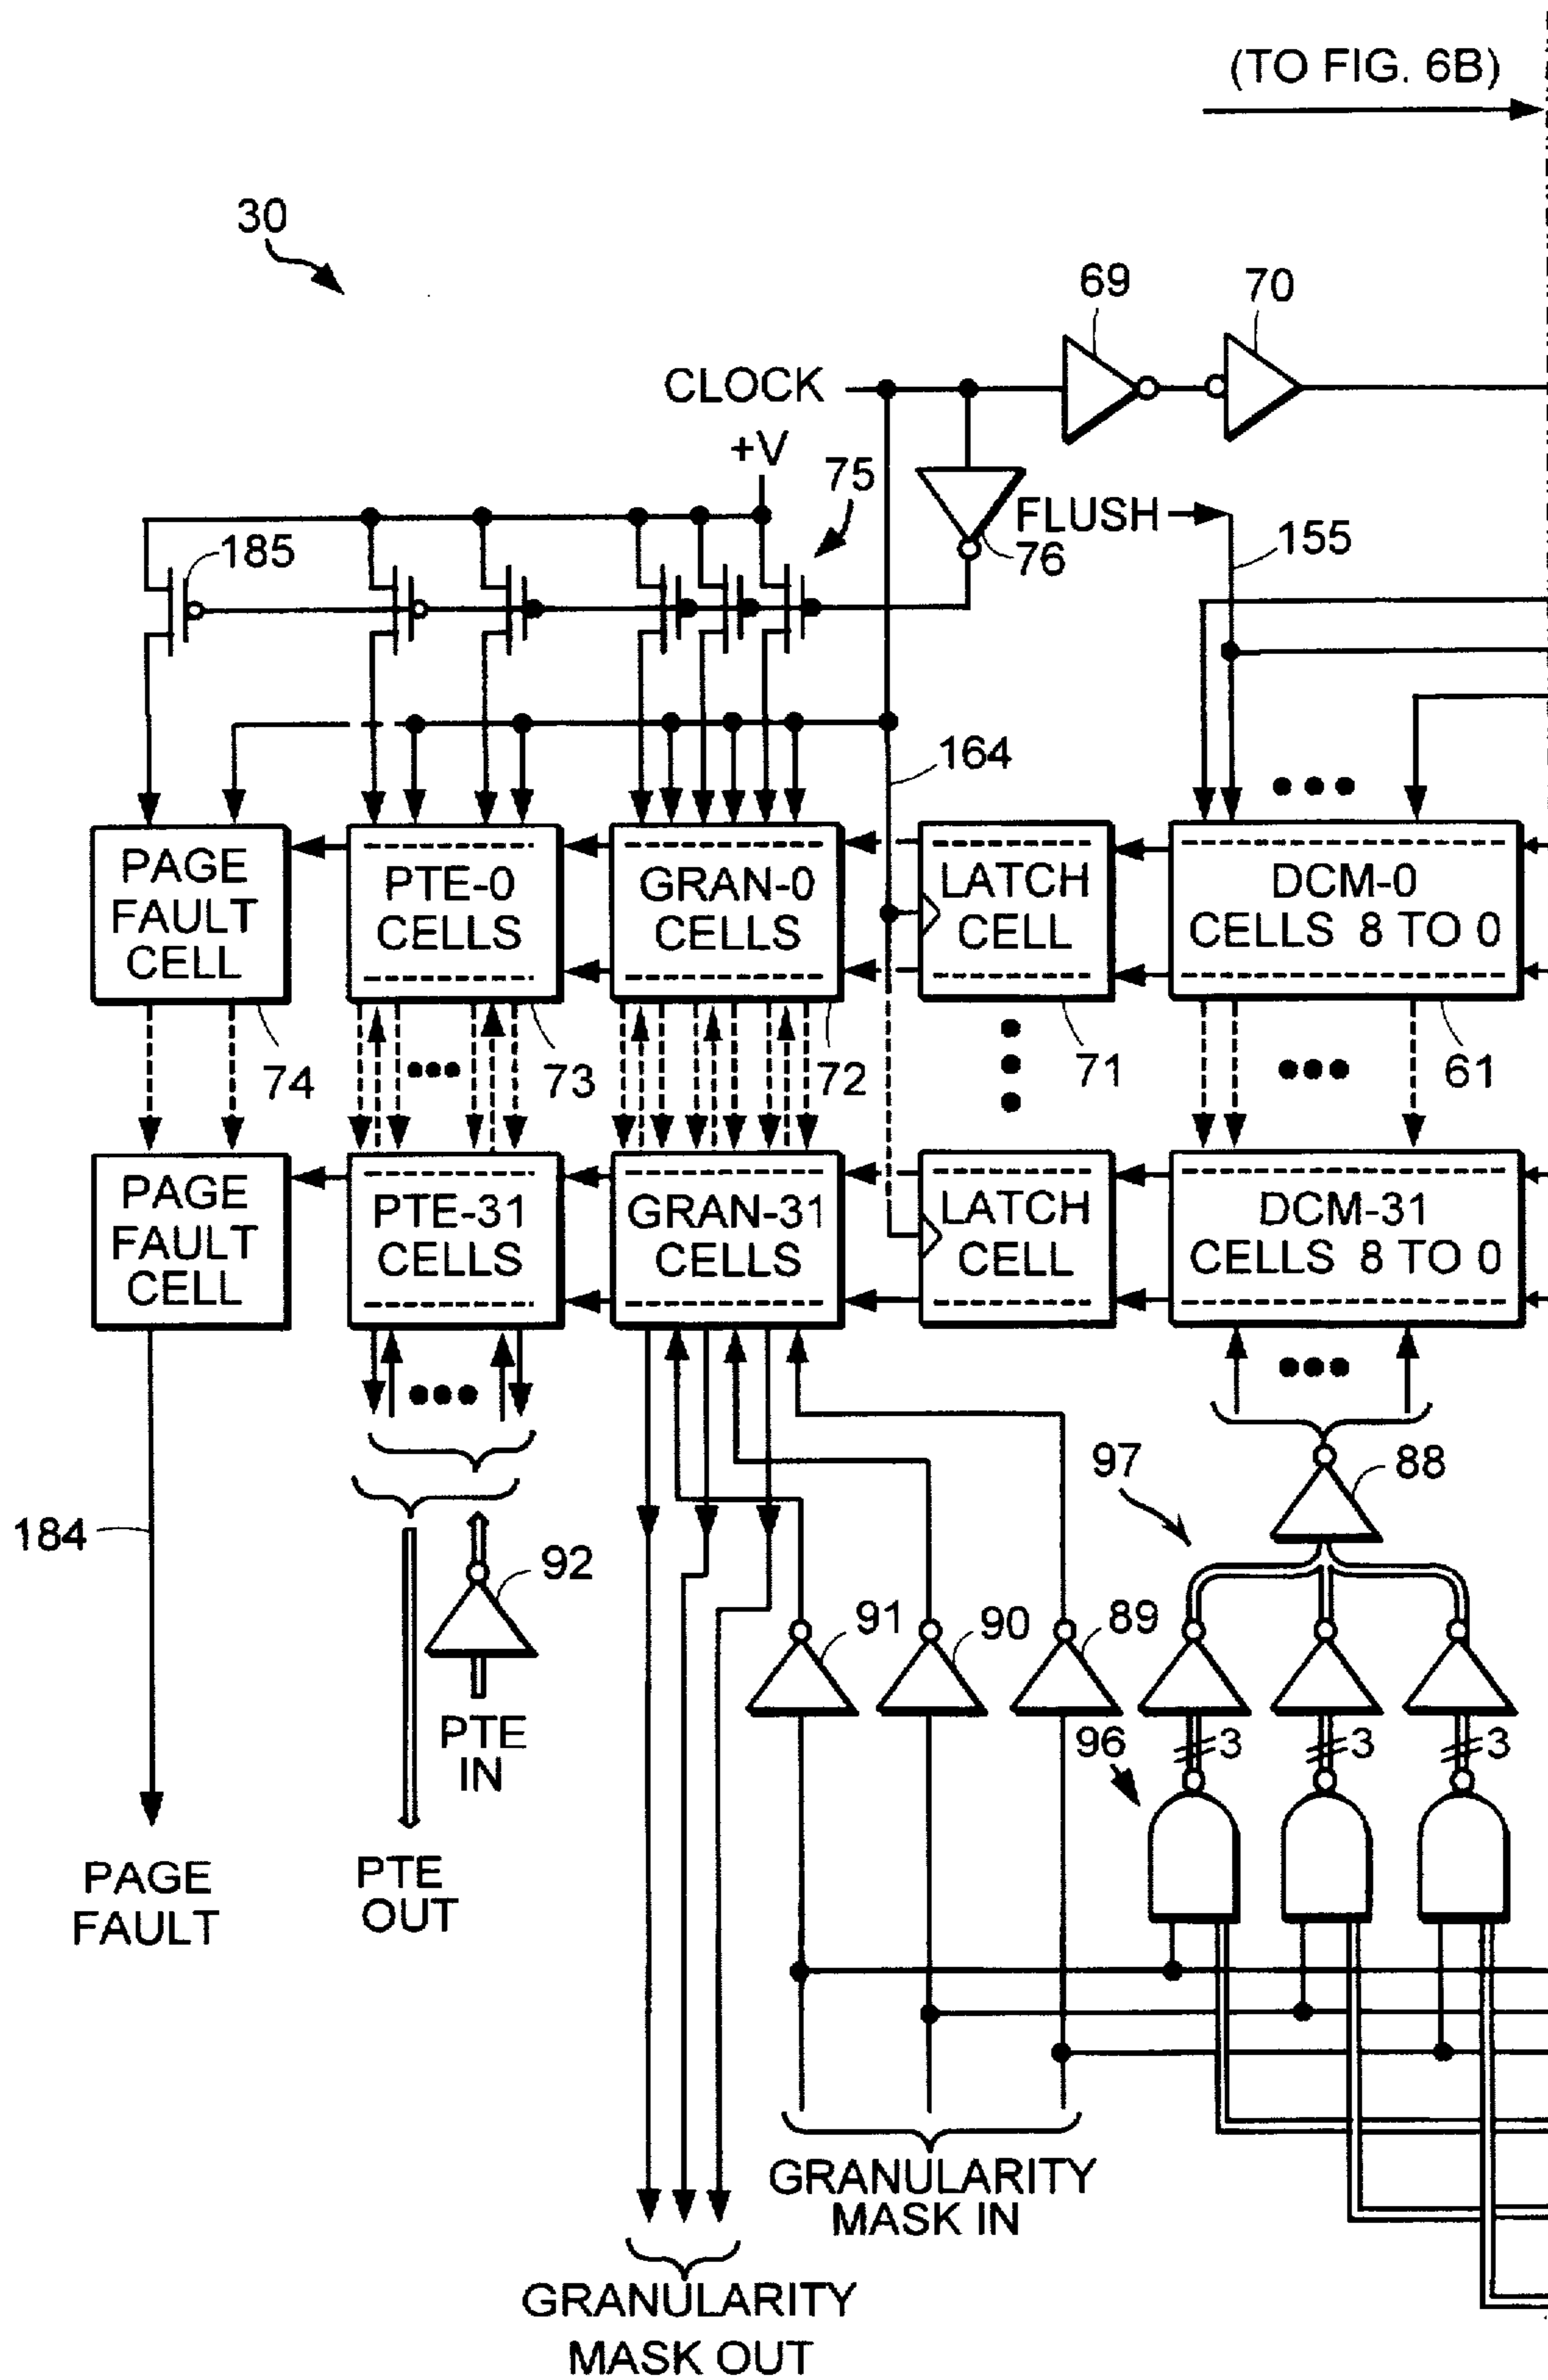 (TO FIG. 6B)
30
69
70
CLOCK
+V
75
FLUSH
76
155
185
164
PAGE
FAULT
CELL
PTE-0
CELLS
GRAN-0
CELLS
LATCH
CELL
DCM-0
CELLS 8 TO 0
74
73
72
71
61
PAGE
FAULT
CELL
PTE-31
CELLS
GRAN-31
CELLS
LATCH
CELL
DCM-31
CELLS 8 TO 0
97
88
184
92
91
90
89
PTE
IN
96
3
3
3
PAGE
FAULT
PTE
OUT
GRANULARITY
MASK IN
GRANULARITY
MASK OUT